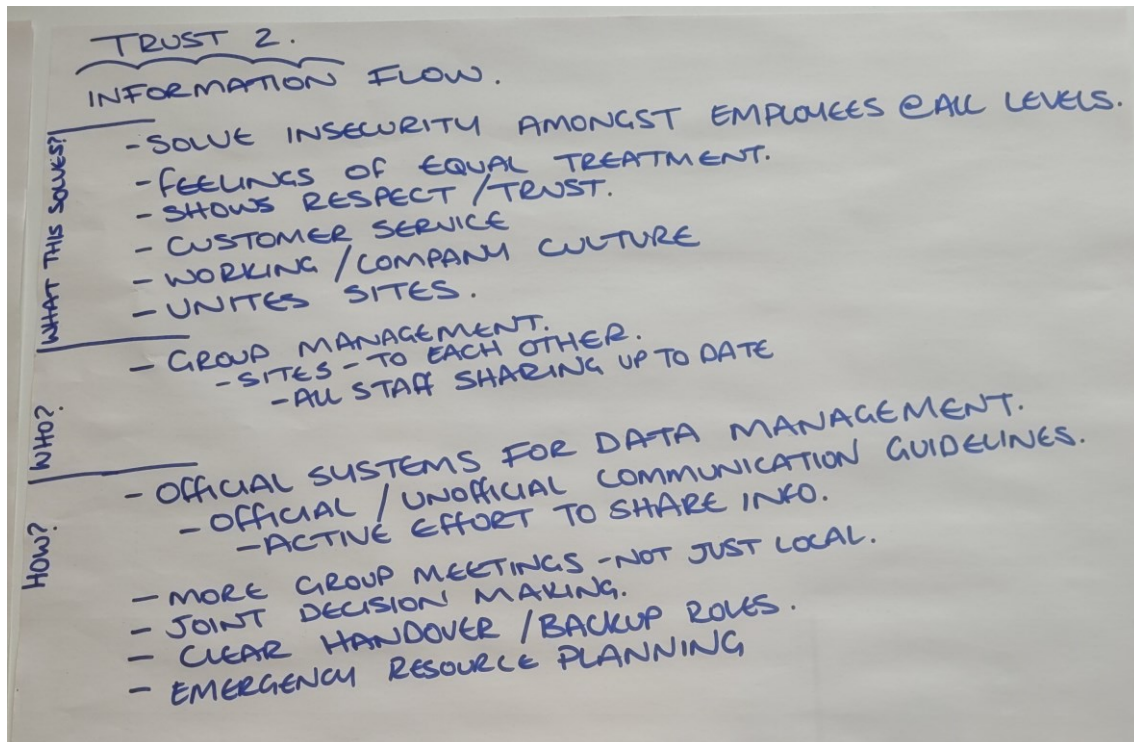 TRUST 2.
INFORMATION FLOW.
WHAT THIS SOLVES?
- SOLVE INSECURITY AMONGST EMPLOYEES @ ALL LEVELS.
- FEELINGS OF EQUAL TREATMENT.
- SHOWS RESPECT / TRUST.
- CUSTOMER SERVICE
- WORKING / COMPANY CULTURE
- UNITES SITES.
WHO?
- GROUP MANAGEMENT.
- SITES - TO EACH OTHER.
- ALL STAFF SHARING UP TO DATE
HOW?
- OFFICIAL SYSTEMS FOR DATA MANAGEMENT.
- OFFICIAL / UNOFFICIAL COMMUNICATION GUIDELINES.
- ACTIVE EFFORT TO SHARE INFO.
- MORE GROUP MEETINGS - NOT JUST LOCAL.
- JOINT DECISION MAKING.
- CLEAR HANDOVER / BACKUP ROLES.
- EMERGENCY RESOURCE PLANNING